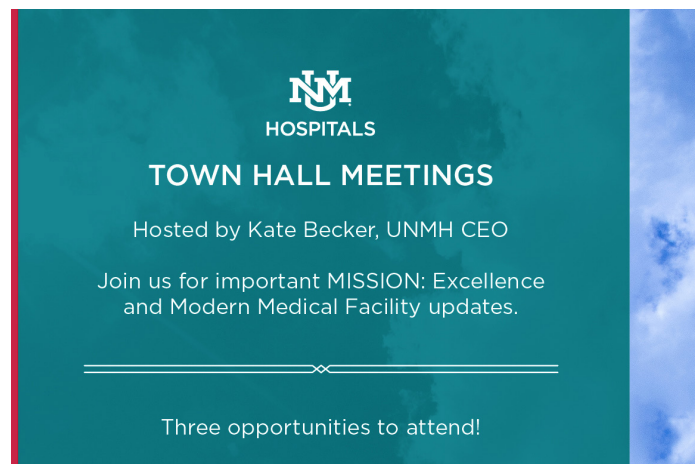 UNM
HOSPITALS
TOWN HALL MEETINGS
Hosted by Kate Becker, UNMH CEO
Join us for important MISSION: Excellence
and Modern Medical Facility updates.
Three opportunities to attend!